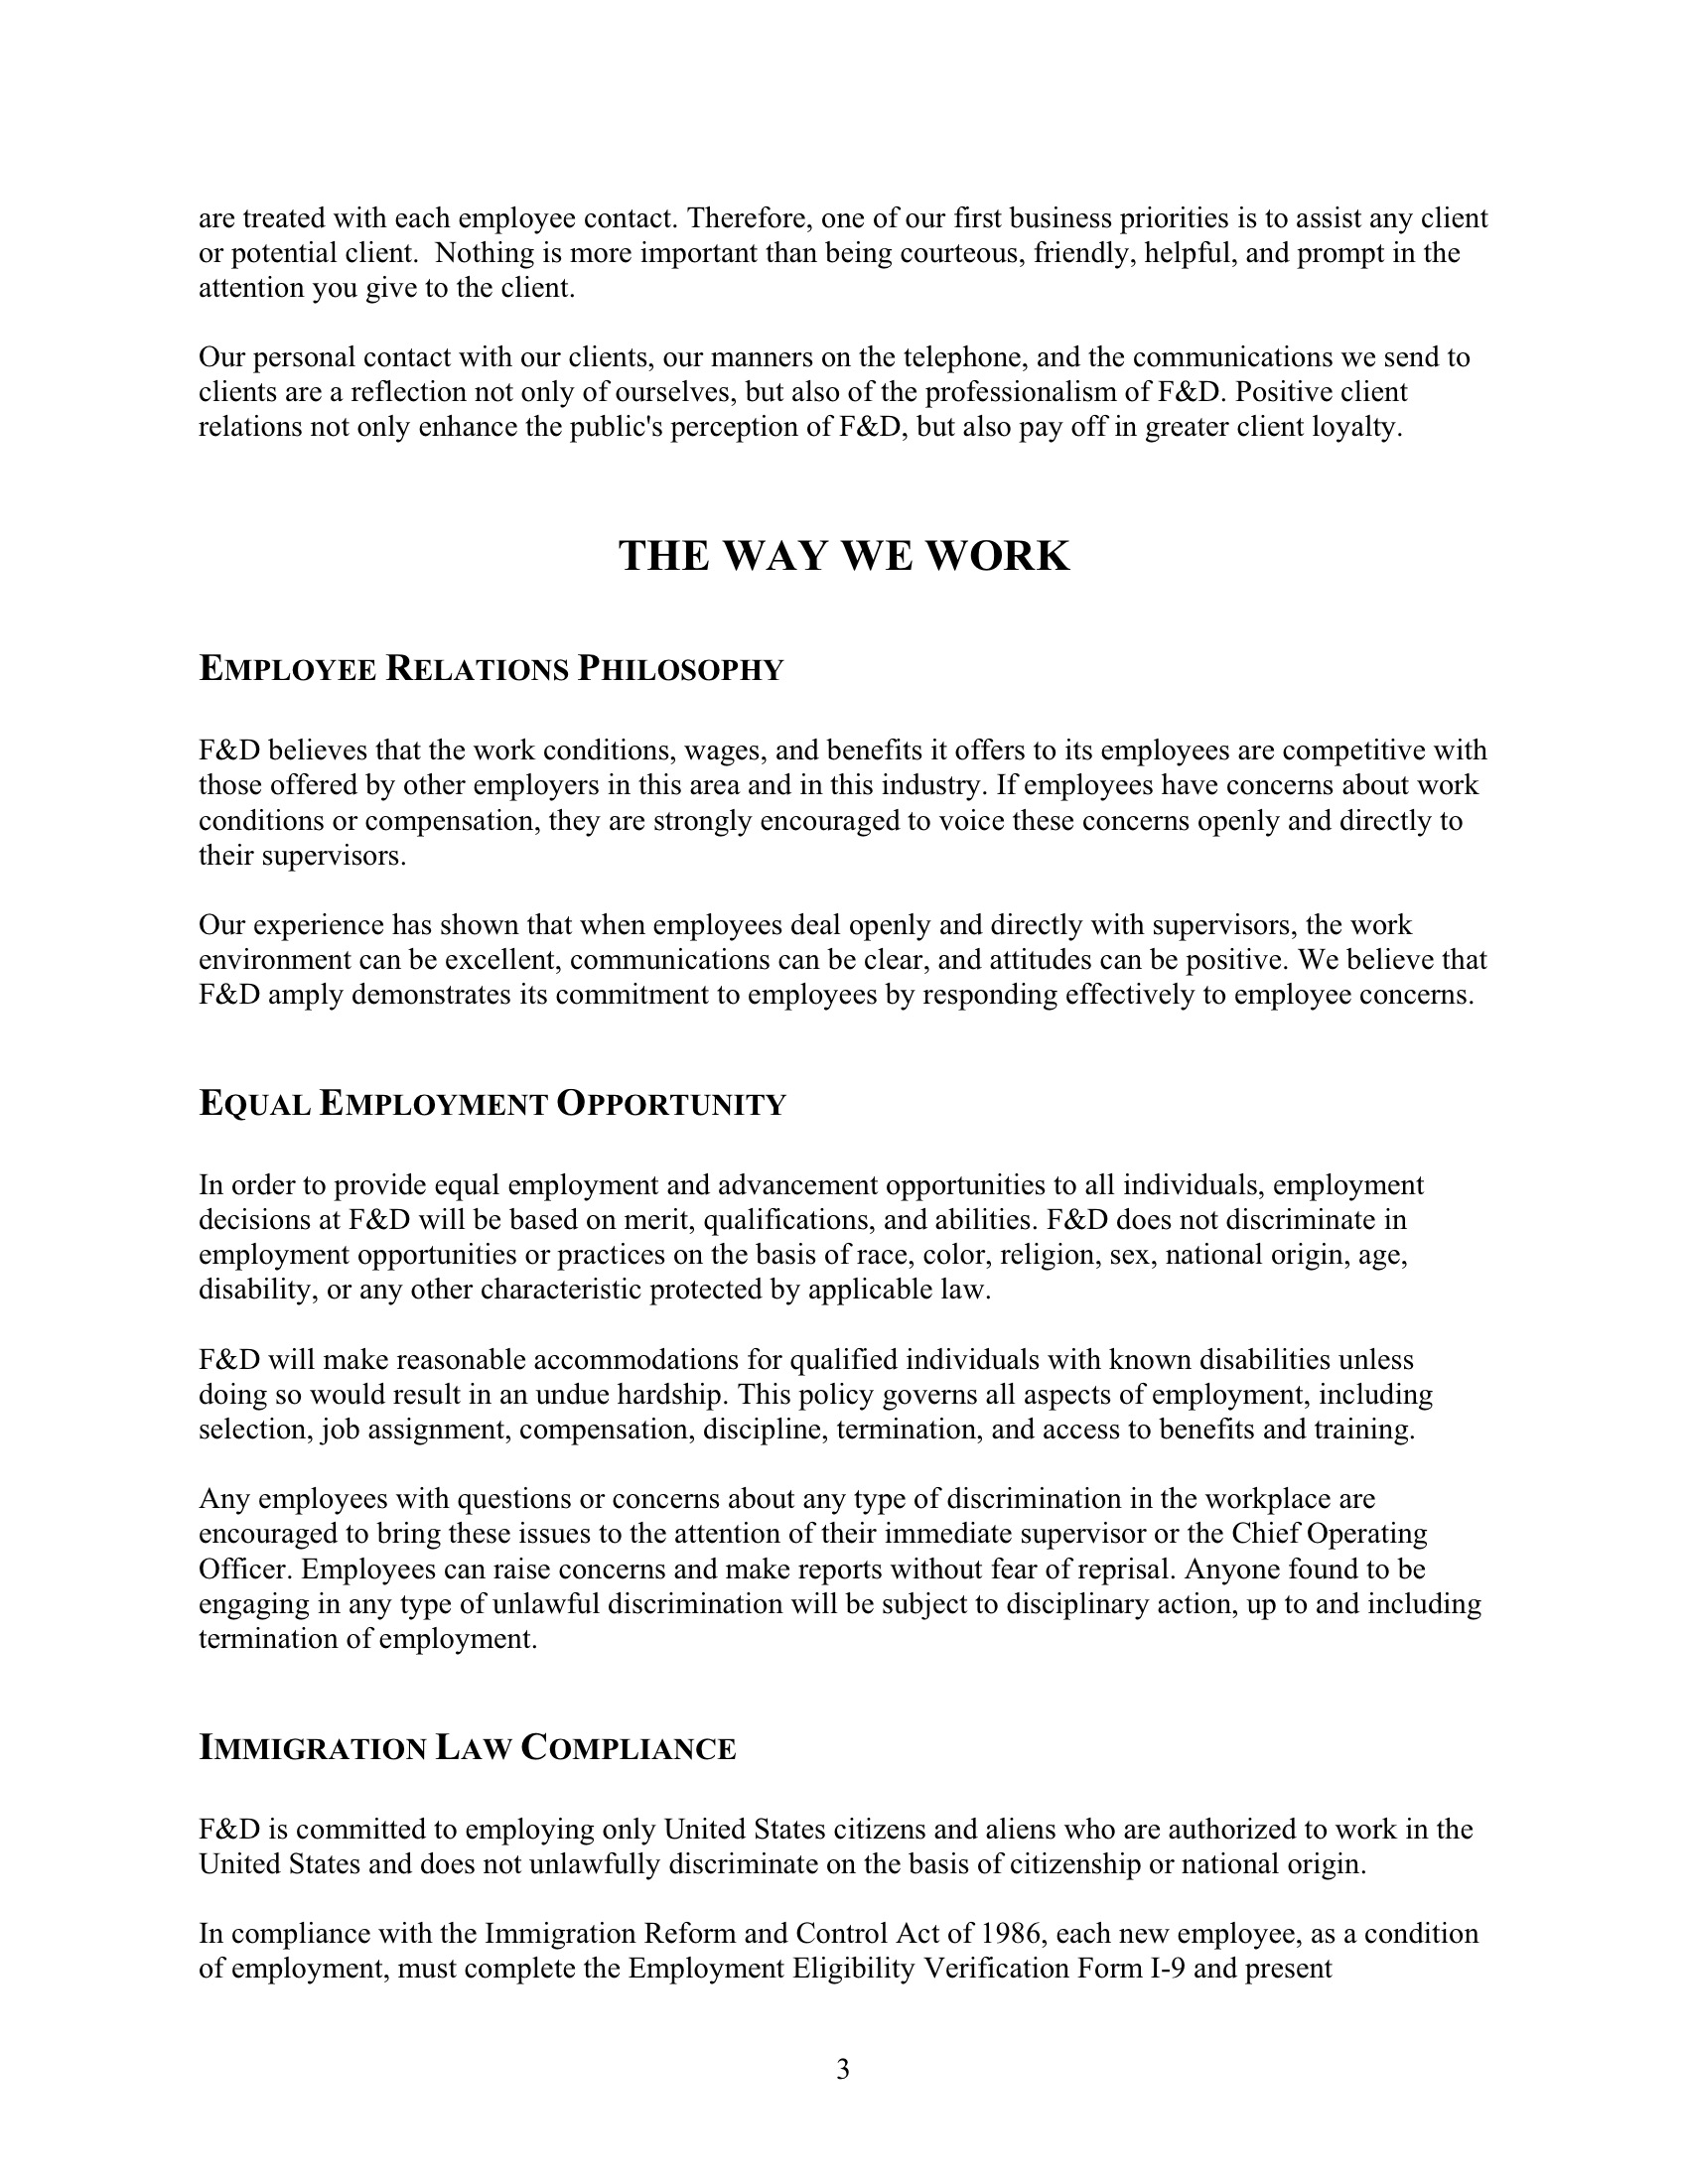 are treated with each employee contact. Therefore, one of our first business priorities is to assist any client
or potential client.  Nothing is more important than being courteous, friendly, helpful, and prompt in the
attention you give to the client.
Our personal contact with our clients, our manners on the telephone, and the communications we send to
clients are a reflection not only of ourselves, but also of the professionalism of F&D. Positive client
relations not only enhance the public's perception of F&D, but also pay off in greater client loyalty.
THE WAY WE WORK
EMPLOYEE RELATIONS PHILOSOPHY
F&D believes that the work conditions, wages, and benefits it offers to its employees are competitive with
those offered by other employers in this area and in this industry. If employees have concerns about work
conditions or compensation, they are strongly encouraged to voice these concerns openly and directly to
their supervisors.
Our experience has shown that when employees deal openly and directly with supervisors, the work
environment can be excellent, communications can be clear, and attitudes can be positive. We believe that
F&D amply demonstrates its commitment to employees by responding effectively to employee concerns.
EQUAL EMPLOYMENT OPPORTUNITY
In order to provide equal employment and advancement opportunities to all individuals, employment
decisions at F&D will be based on merit, qualifications, and abilities. F&D does not discriminate in
employment opportunities or practices on the basis of race, color, religion, sex, national origin, age,
disability, or any other characteristic protected by applicable law.
F&D will make reasonable accommodations for qualified individuals with known disabilities unless
doing so would result in an undue hardship. This policy governs all aspects of employment, including
selection, job assignment, compensation, discipline, termination, and access to benefits and training.
Any employees with questions or concerns about any type of discrimination in the workplace are
encouraged to bring these issues to the attention of their immediate supervisor or the Chief Operating
Officer. Employees can raise concerns and make reports without fear of reprisal. Anyone found to be
engaging in any type of unlawful discrimination will be subject to disciplinary action, up to and including
termination of employment.
IMMIGRATION LAW COMPLIANCE
F&D is committed to employing only United States citizens and aliens who are authorized to work in the
United States and does not unlawfully discriminate on the basis of citizenship or national origin.
In compliance with the Immigration Reform and Control Act of 1986, each new employee, as a condition
of employment, must complete the Employment Eligibility Verification Form I-9 and present
3